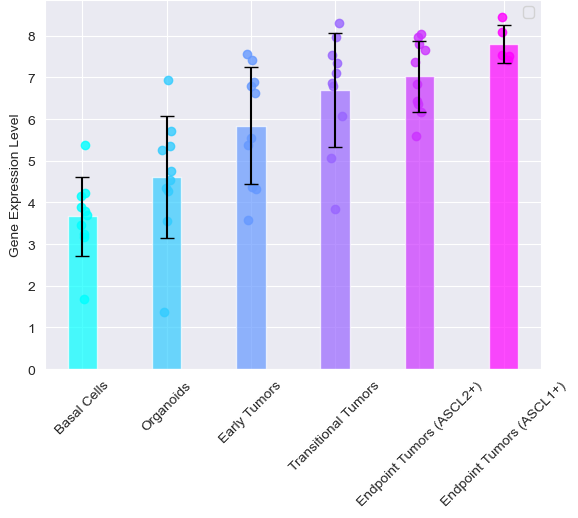 Gene Expression Level
8
7
6
5
4
3
2
1
0
Basal Cells
Organoids
Early Tumors
Transitional Tumors
Endpoint Tumors (ASCL2+)
Endpoint Tumors (ASCL1+)